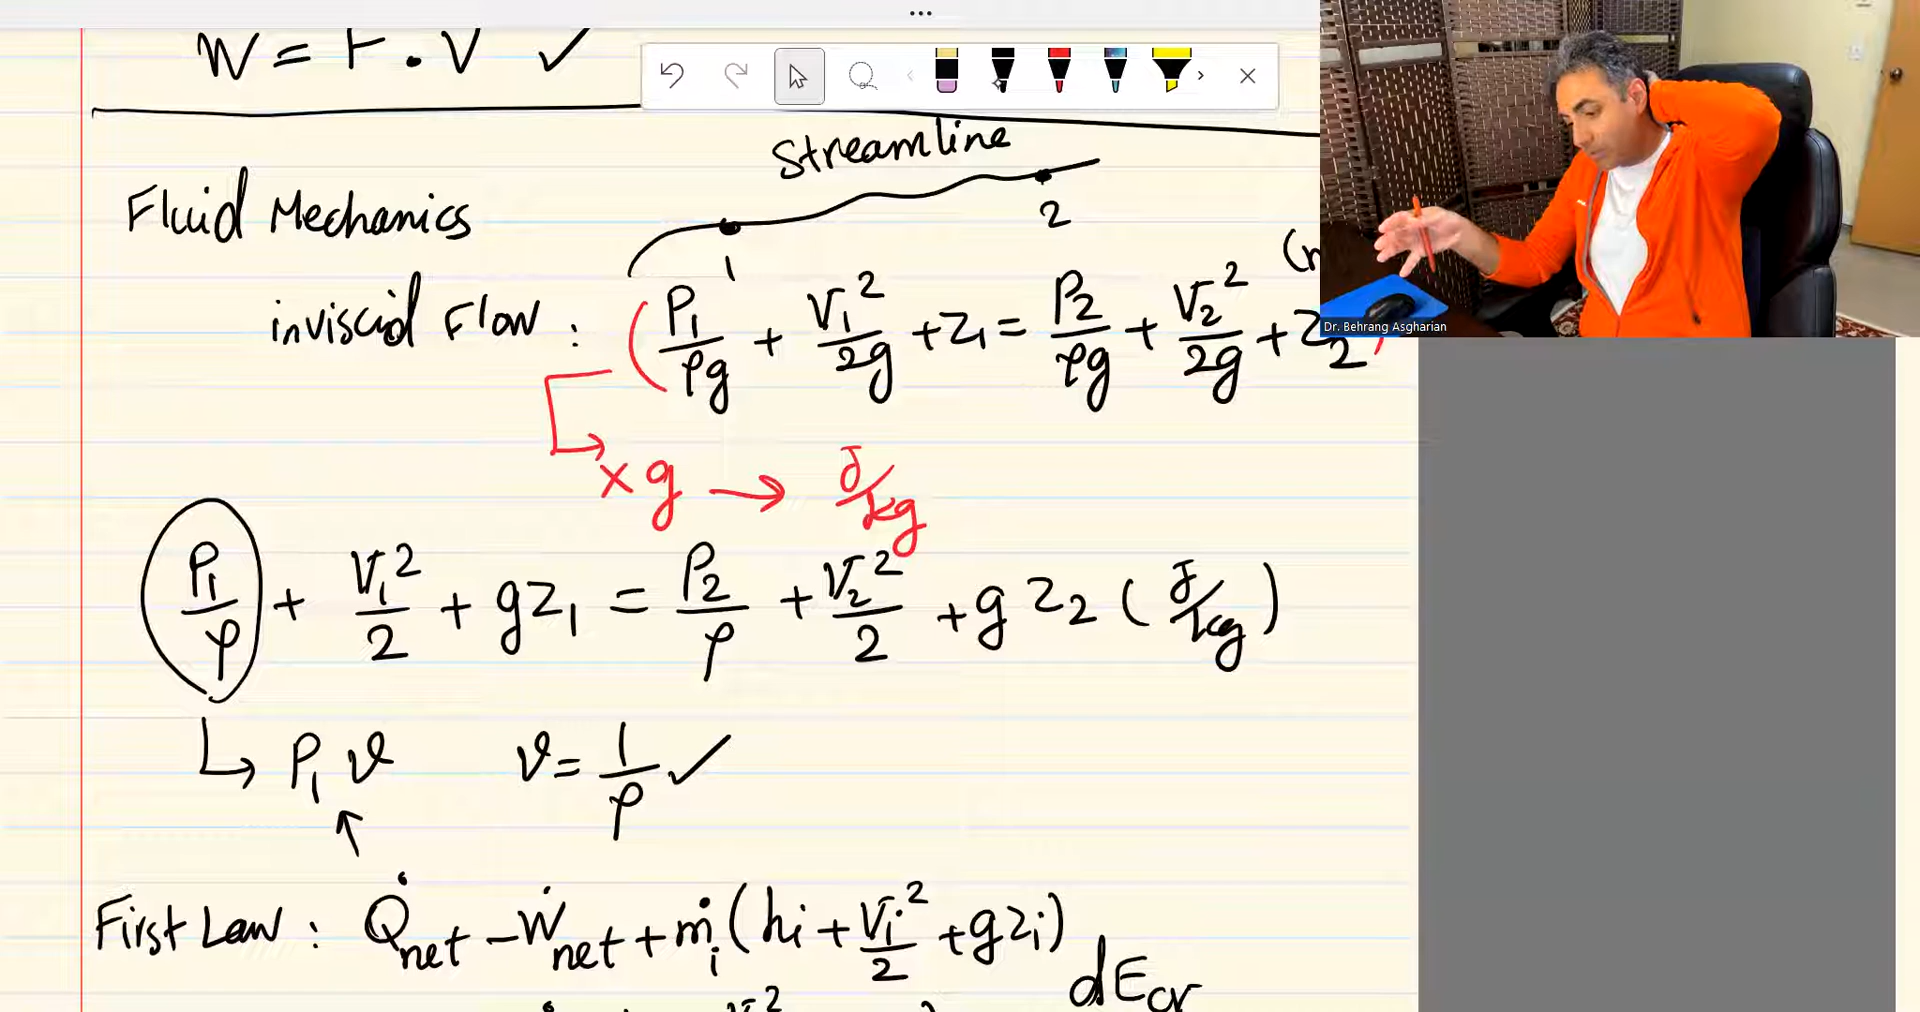 Ẇ = F · V ✓
Streamline
1 2
Fluid Mechanics
inviscid Flow : (P₁/ρg + V₁²/2g + z₁ = P₂/ρg + V₂²/2g + z₂)
× g → J/kg
P₁/ρ + V₁²/2 + gz₁ = P₂/ρ + V₂²/2 + gz₂ (J/kg)
↳ P₁v v = 1/ρ ✓
First Law : Q̇net − Ẇnet + ṁi (hi + Vi²/2 + gzi)
dEcv
Dr. Behrang Asgharian